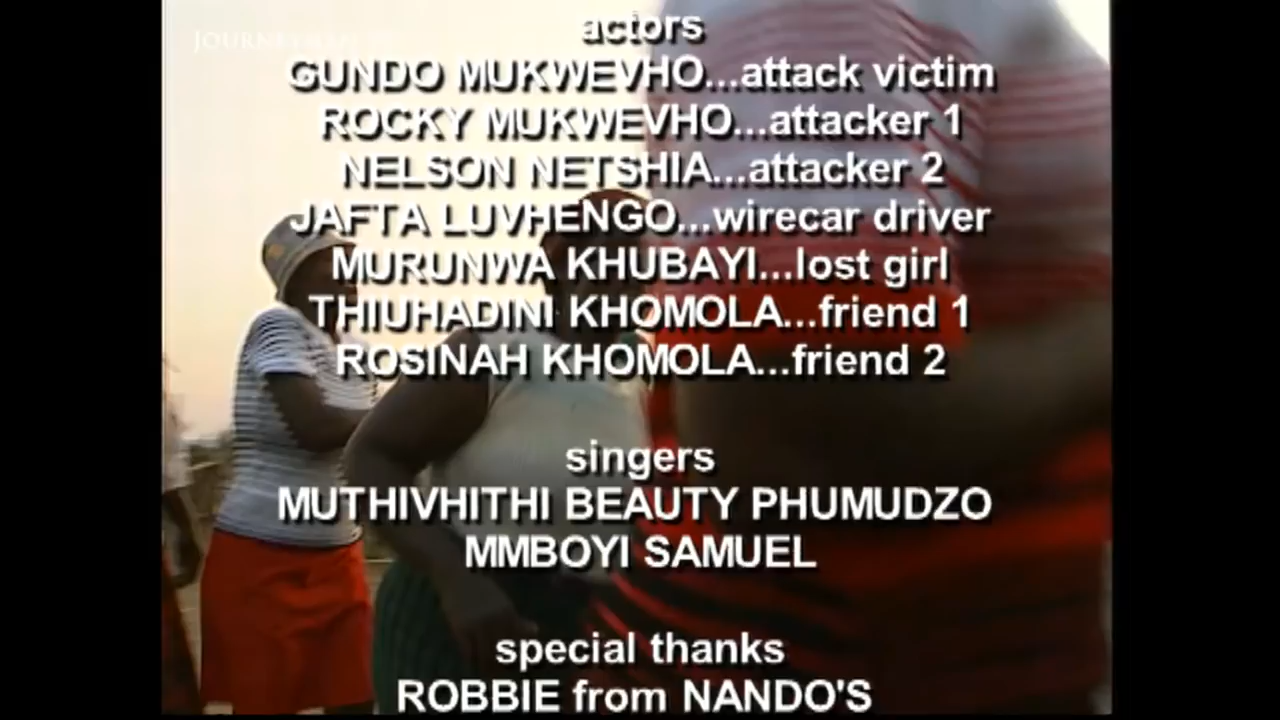 JOURNEYMAN
actors
GUNDO MUKWEVHO...attack victim
ROCKY MUKWEVHO...attacker 1
NELSON NETSHIA...attacker 2
JAFTA LUVHENGO...wirecar driver
MURUNWA KHUBAYI...lost girl
THIUHADINI KHOMOLA...friend 1
ROSINAH KHOMOLA...friend 2
singers
MUTHIVHITHI BEAUTY PHUMUDZO
MMBOYI SAMUEL
special thanks
ROBBIE from NANDO'S